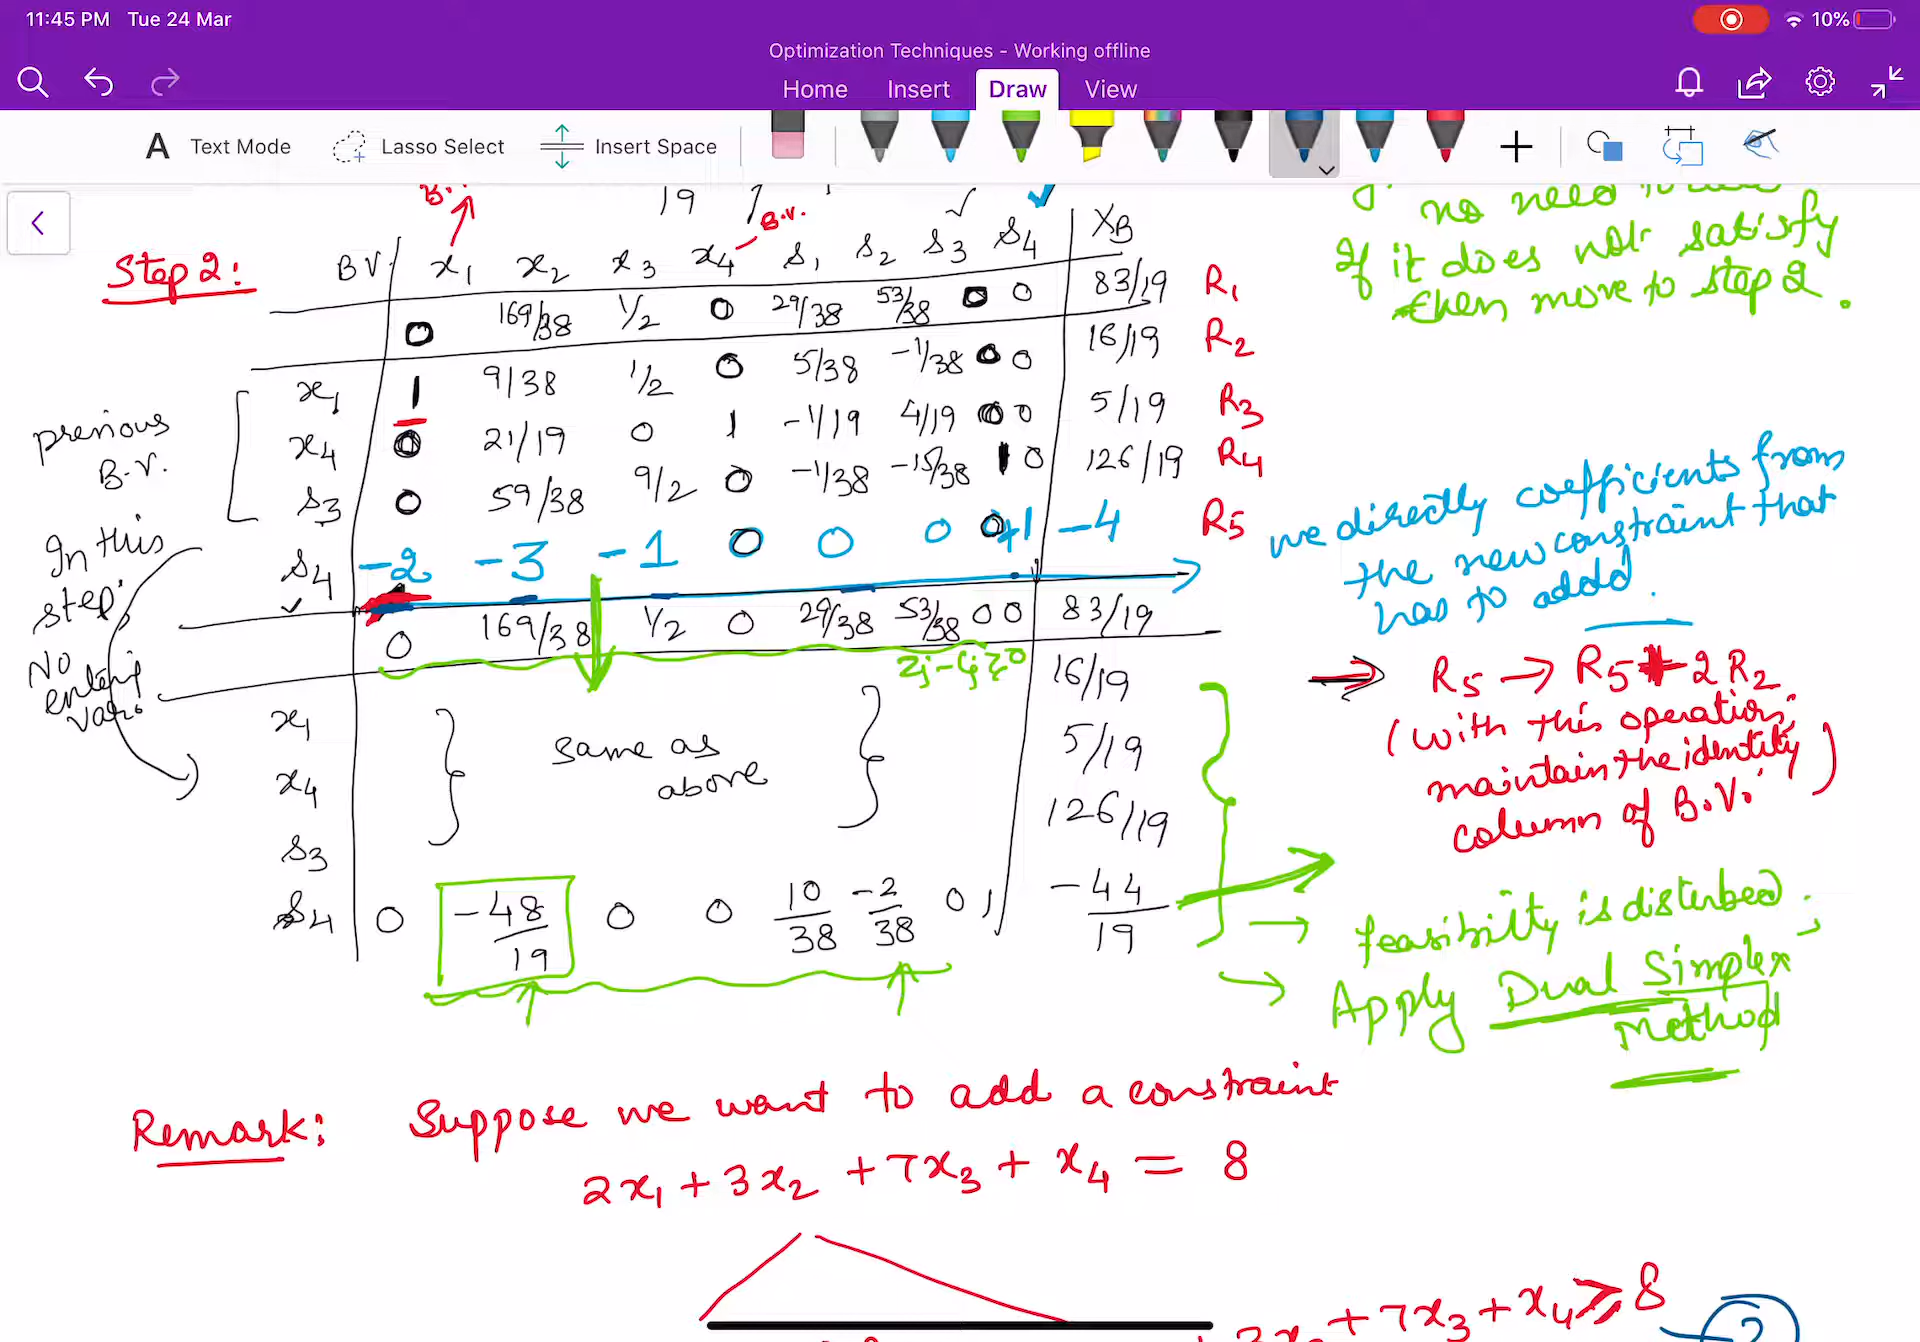 11:45 PM Tue 24 Mar
10%
Optimization Techniques - Working offline
Home Insert Draw View
A Text Mode Lasso Select Insert Space
19
B.V.
no need to
If it does not satisfy
then move to step 2.
Step 2:
B.V. x1 x2 x3 x4 s1 s2 s3 s4 XB
0 169/38 1/2 0 29/38 53/38 0 0 83/19 R1
x1 1 9/38 1/2 0 5/38 -1/38 0 0 16/19 R2
x4 0 21/19 0 1 -1/19 4/19 0 0 5/19 R3
s3 0 59/38 9/2 0 -1/38 -15/38 1 0 126/19 R4
s4 -2 -3 -1 0 0 0 0 +1 -4 R5
previous
B.V.
In this
step:
No
entering
var.
we directly coefficients from
the new constraint that
has to add.
0 169/38 1/2 0 29/38 53/38 0 0 83/19
zj-cj≥0
x1 16/19
x4 5/19
s3 126/19
same as
above
s4 0 -48/19 0 0 10/38 -2/38 0 1 -44/19
⇒ R5 → R5 + 2R2
(with this operation,
maintain the identity
column of B.V.)
→ feasibilty is disturbed.
→ Apply Dual Simplex
Method
Remark: Suppose we want to add a constraint
2x1 + 3x2 + 7x3 + x4 = 8
+ 7x3 + x4 ≥ 8
2